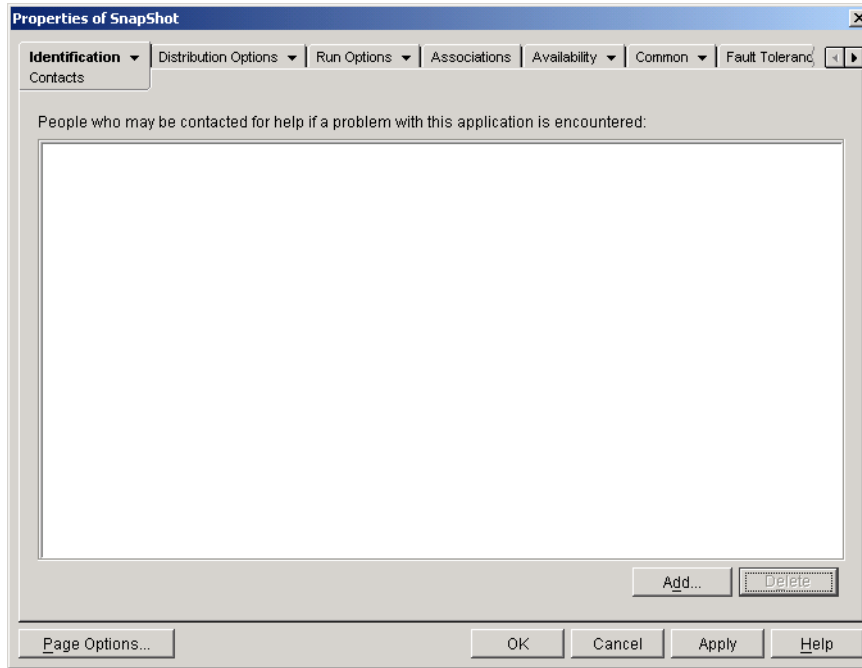 Properties of SnapShot
Identification Distribution Options Run Options Associations Availability Common Fault Toleranc
Contacts
People who may be contacted for help if a problem with this application is encountered:
Add... Delete
Page Options... OK Cancel Apply Help